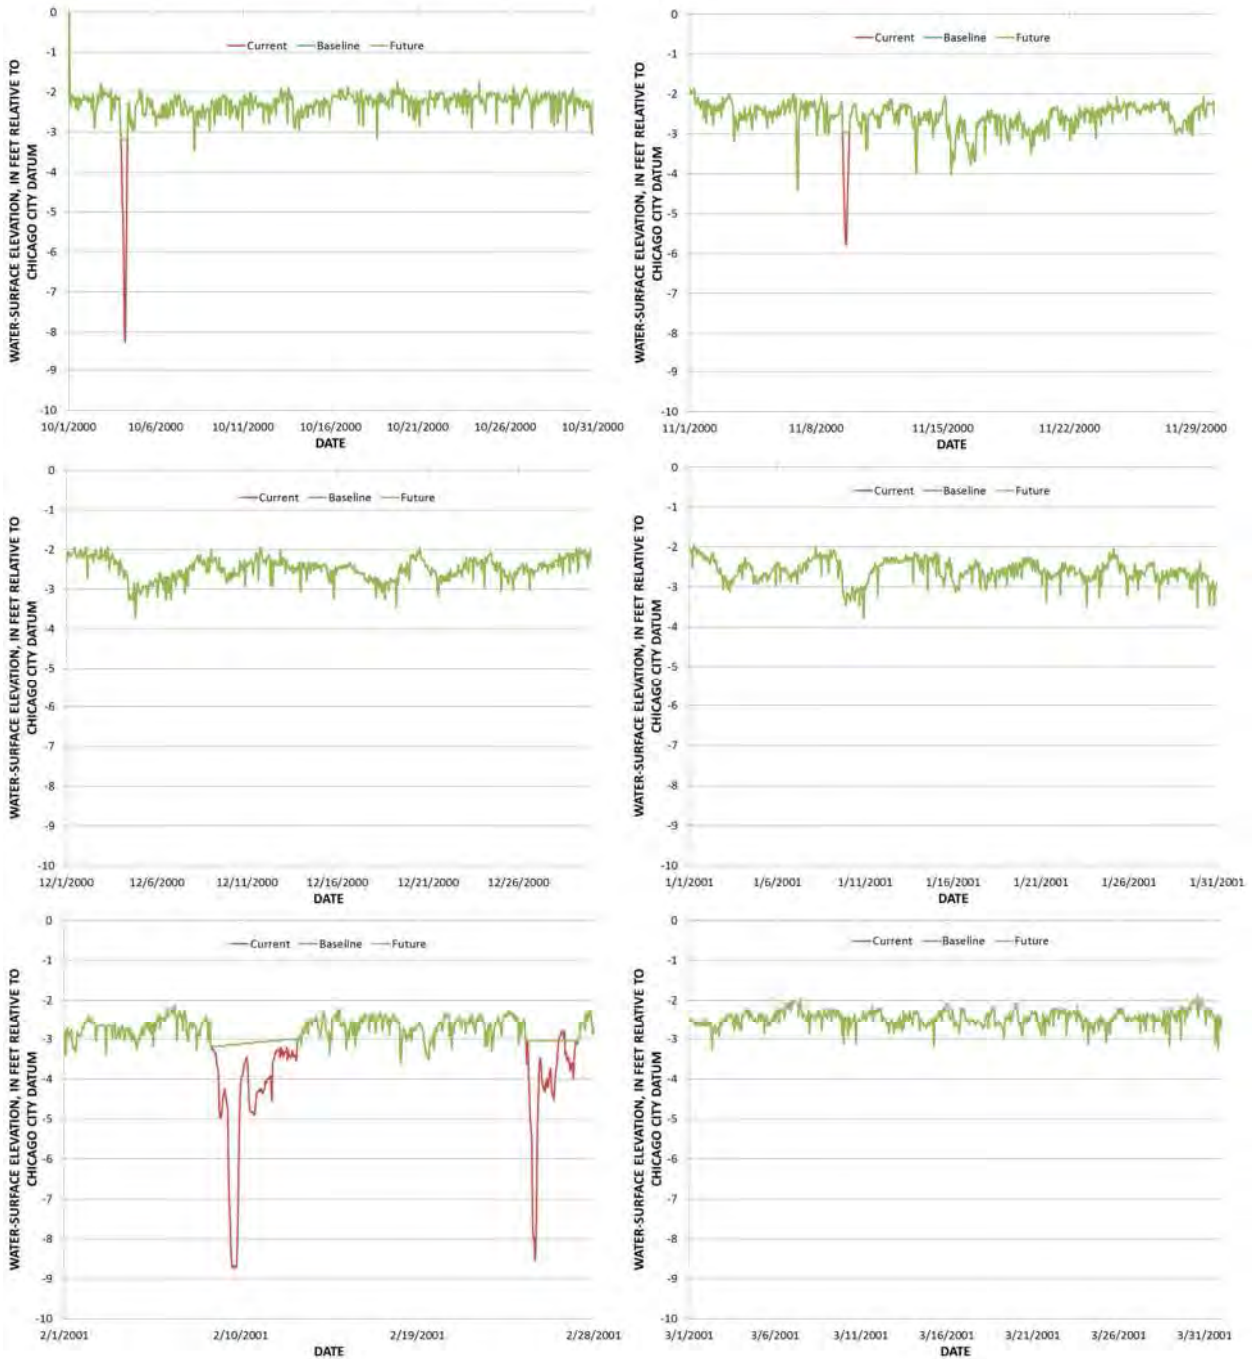 WATER-SURFACE ELEVATION, IN FEET RELATIVE TO
CHICAGO CITY DATUM
0
-1
-2
-3
-4
-5
-6
-7
-8
-9
-10
Current Baseline Future
10/1/2000 10/6/2000 10/11/2000 10/16/2000 10/21/2000 10/26/2000 10/31/2000
DATE
WATER-SURFACE ELEVATION, IN FEET RELATIVE TO
CHICAGO CITY DATUM
0
-1
-2
-3
-4
-5
-6
-7
-8
-9
-10
Current Baseline Future
11/1/2000 11/8/2000 11/15/2000 11/22/2000 11/29/2000
DATE
WATER-SURFACE ELEVATION, IN FEET RELATIVE TO
CHICAGO CITY DATUM
0
-1
-2
-3
-4
-5
-6
-7
-8
-9
-10
Current Baseline Future
12/1/2000 12/6/2000 12/11/2000 12/16/2000 12/21/2000 12/26/2000
DATE
WATER-SURFACE ELEVATION, IN FEET RELATIVE TO
CHICAGO CITY DATUM
0
-1
-2
-3
-4
-5
-6
-7
-8
-9
-10
Current Baseline Future
1/1/2001 1/6/2001 1/11/2001 1/16/2001 1/21/2001 1/26/2001 1/31/2001
DATE
WATER-SURFACE ELEVATION, IN FEET RELATIVE TO
CHICAGO CITY DATUM
0
-1
-2
-3
-4
-5
-6
-7
-8
-9
-10
Current Baseline Future
2/1/2001 2/10/2001 2/19/2001 2/28/2001
DATE
WATER-SURFACE ELEVATION, IN FEET RELATIVE TO
CHICAGO CITY DATUM
0
-1
-2
-3
-4
-5
-6
-7
-8
-9
-10
Current Baseline Future
3/1/2001 3/6/2001 3/11/2001 3/16/2001 3/21/2001 3/26/2001 3/31/2001
DATE